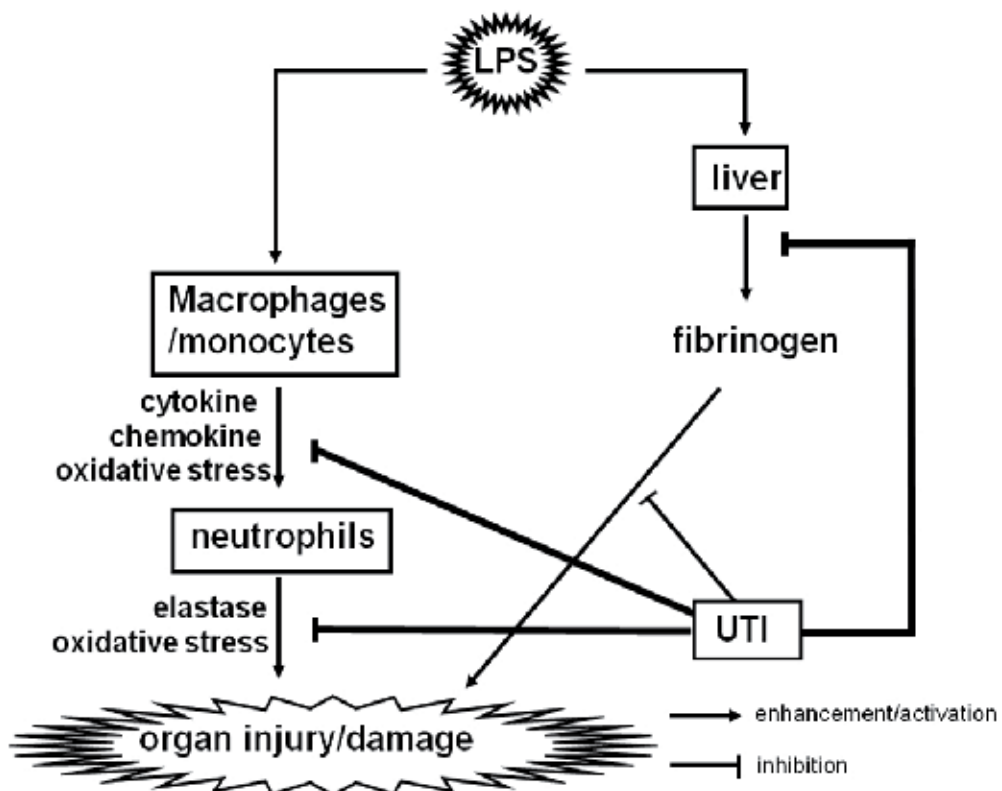 LPS
liver
Macrophages
/monocytes
fibrinogen
cytokine
chemokine
oxidative stress
neutrophils
elastase
oxidative stress
UTI
organ injury/damage
enhancement/activation
inhibition